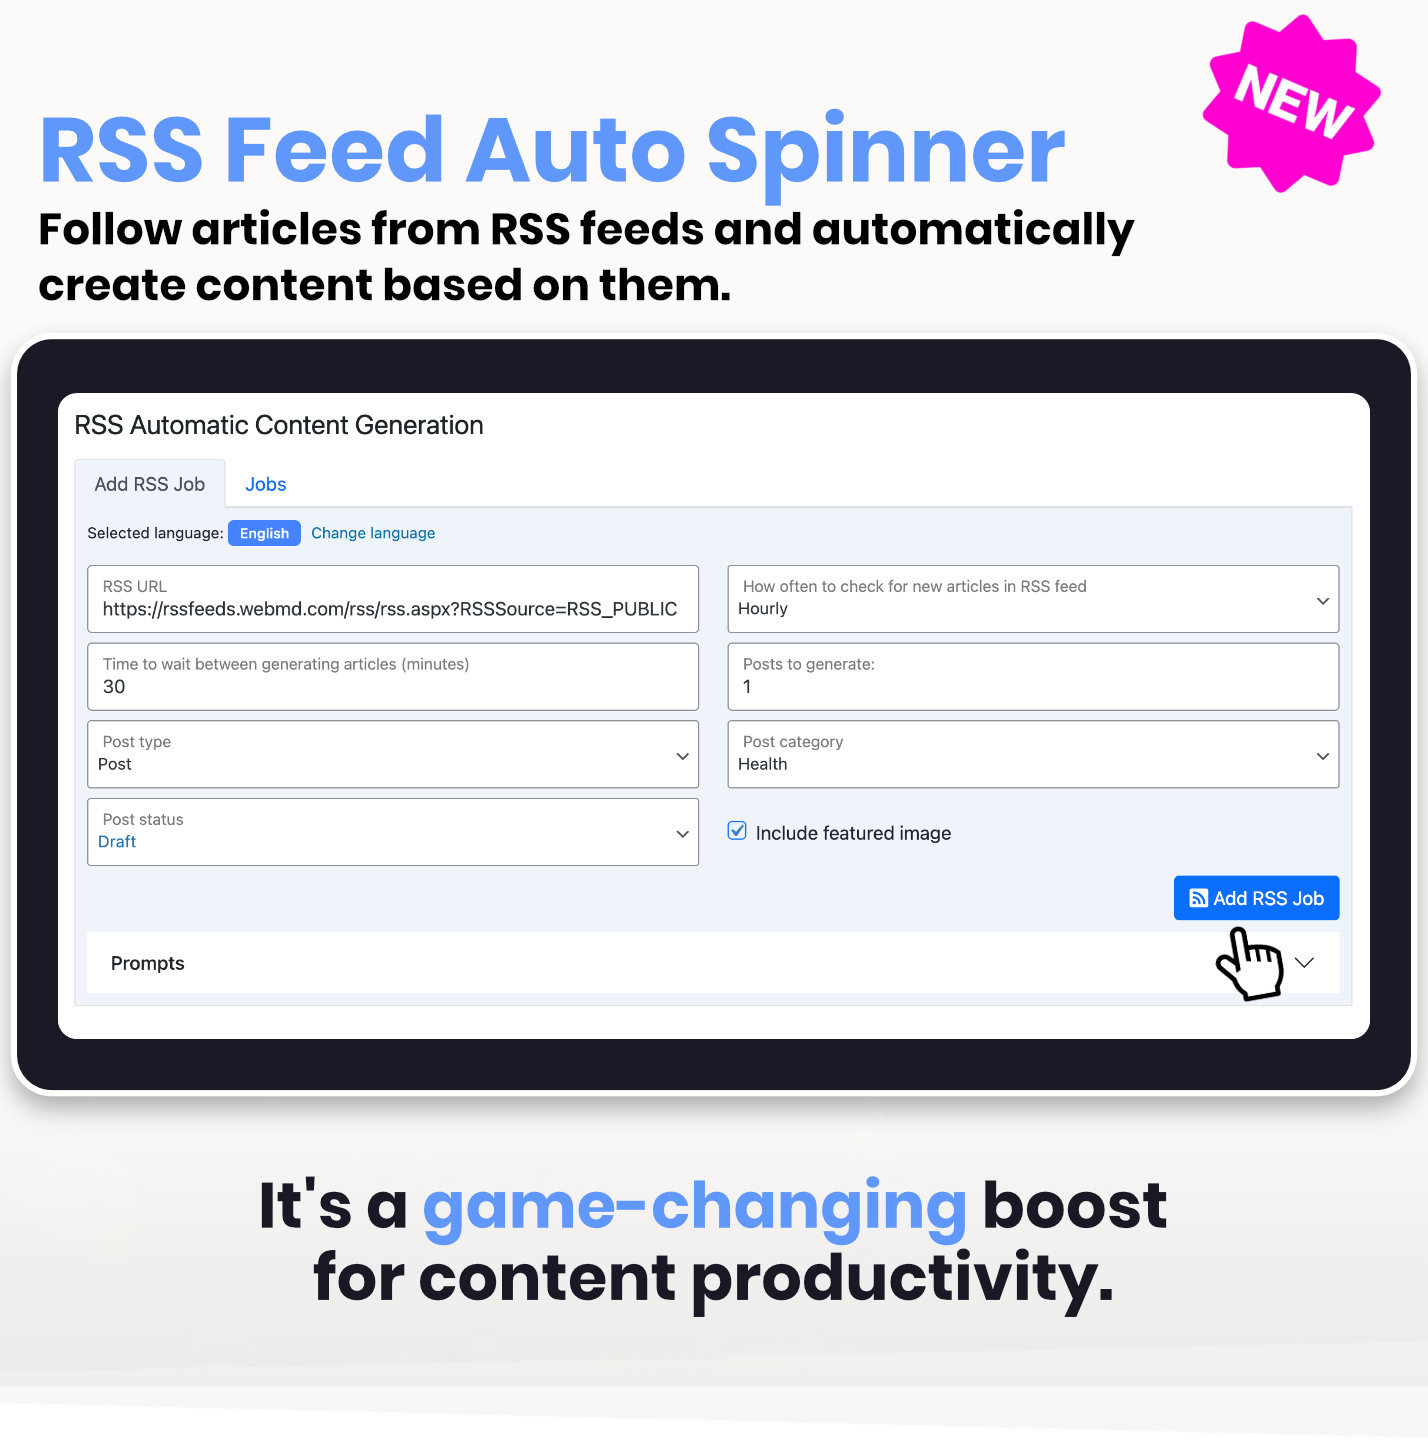 NEW
RSS Feed Auto Spinner
Follow articles from RSS feeds and automatically
create content based on them.
RSS Automatic Content Generation
Add RSS Job
Jobs
Selected language: English Change language
RSS URL
https://rssfeeds.webmd.com/rss/rss.aspx?RSSSource=RSS_PUBLIC
How often to check for new articles in RSS feed
Hourly
Time to wait between generating articles (minutes)
30
Posts to generate:
1
Post type
Post
Post category
Health
Post status
Draft
Include featured image
Add RSS Job
Prompts
It's a game-changing boost
for content productivity.